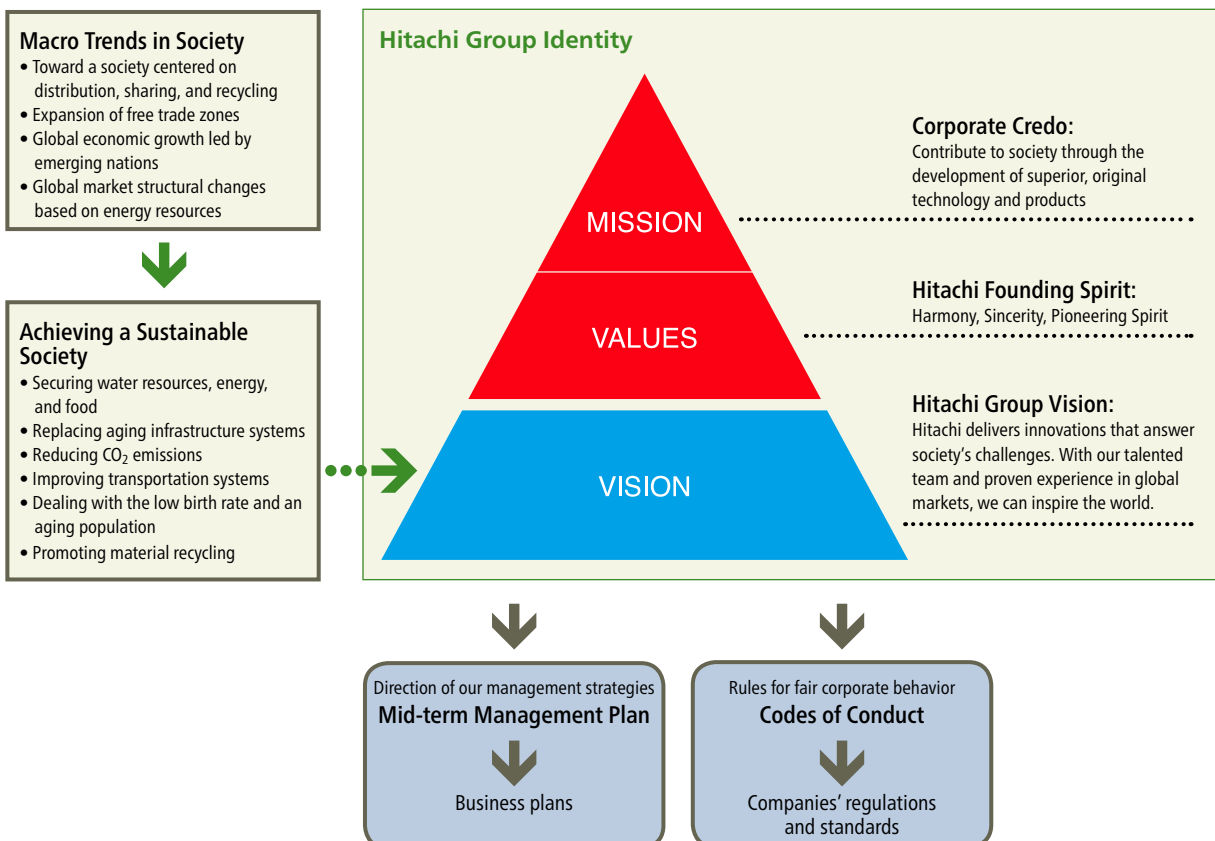 Macro Trends in Society
• Toward a society centered on
distribution, sharing, and recycling
• Expansion of free trade zones
• Global economic growth led by
emerging nations
• Global market structural changes
based on energy resources
Achieving a Sustainable
Society
• Securing water resources, energy,
and food
• Replacing aging infrastructure systems
• Reducing CO₂ emissions
• Improving transportation systems
• Dealing with the low birth rate and an
aging population
• Promoting material recycling
Hitachi Group Identity
MISSION
Corporate Credo:
Contribute to society through the
development of superior, original
technology and products
VALUES
Hitachi Founding Spirit:
Harmony, Sincerity, Pioneering Spirit
VISION
Hitachi Group Vision:
Hitachi delivers innovations that answer
society's challenges. With our talented
team and proven experience in global
markets, we can inspire the world.
Direction of our management strategies
Mid-term Management Plan
Business plans
Rules for fair corporate behavior
Codes of Conduct
Companies' regulations
and standards